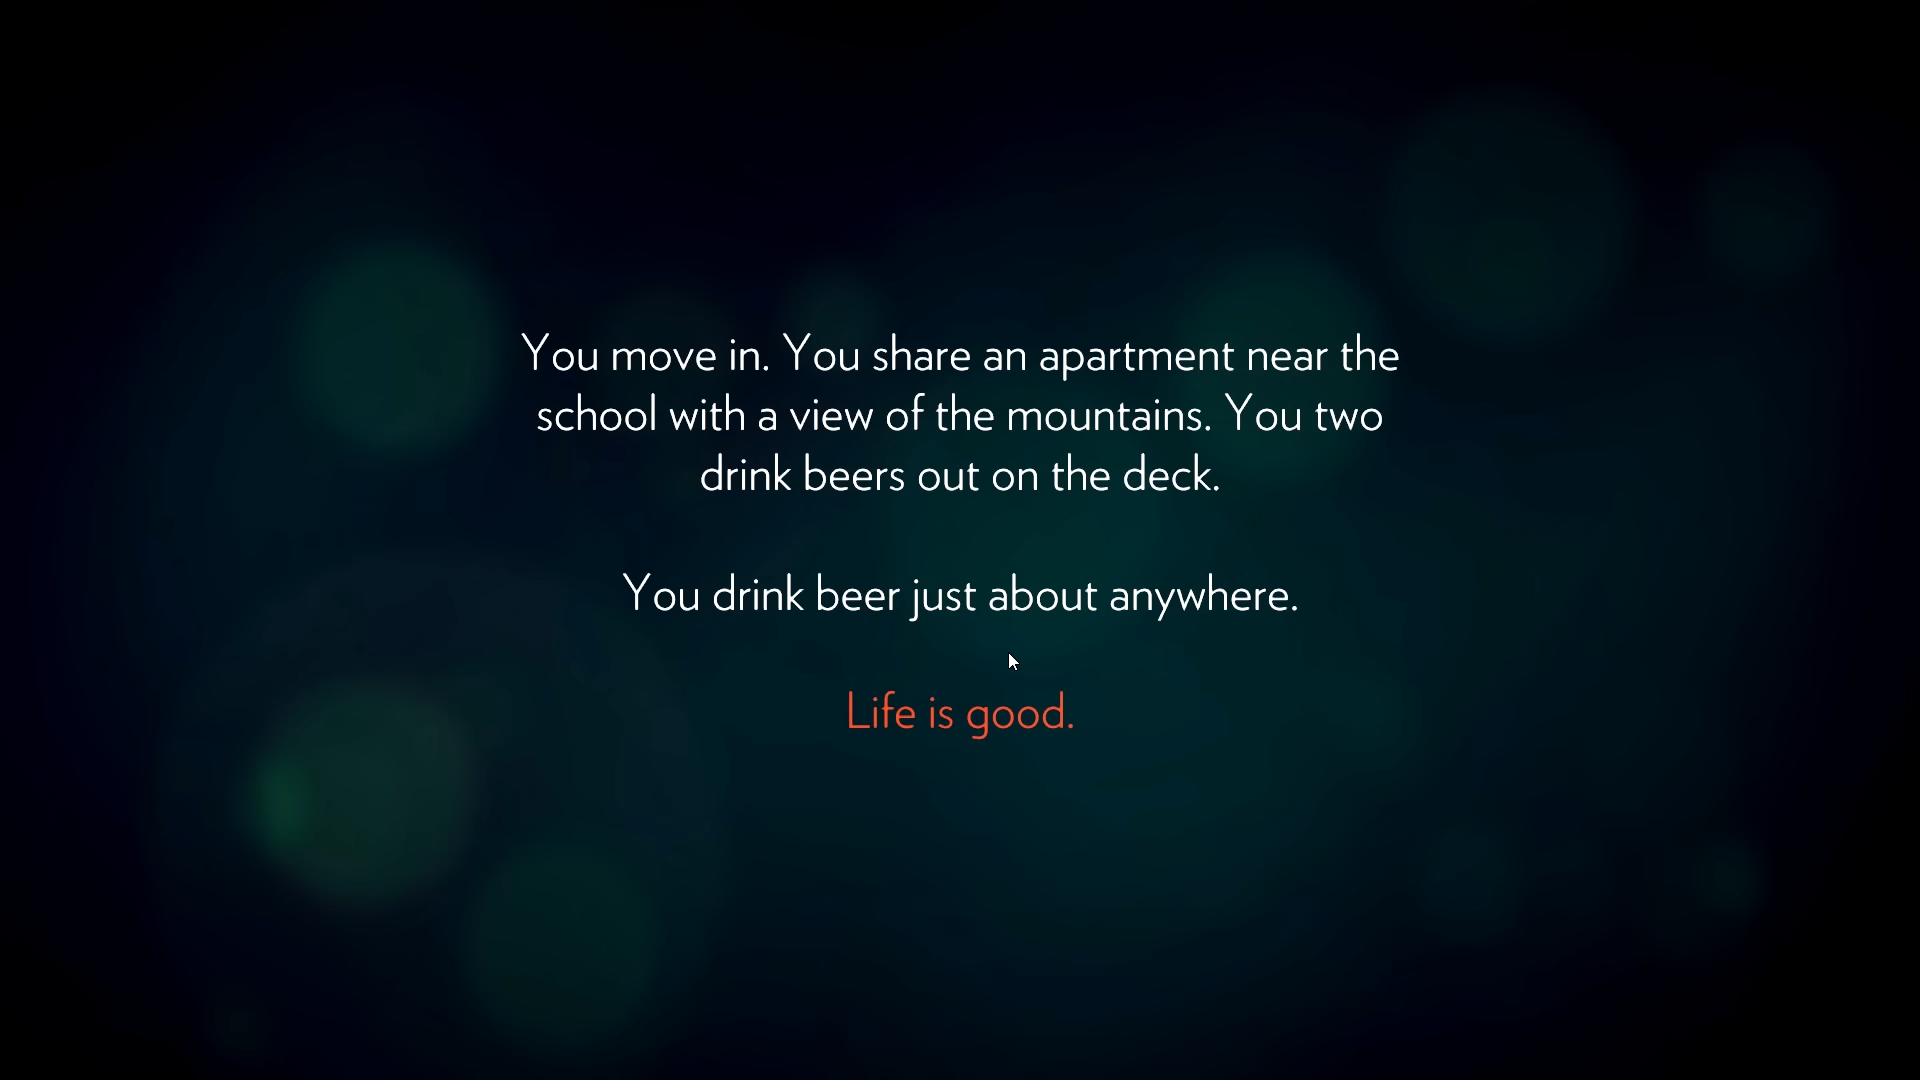 You move in. You share an apartment near the
school with a view of the mountains. You two
drink beers out on the deck.
You drink beer just about anywhere.
Life is good.